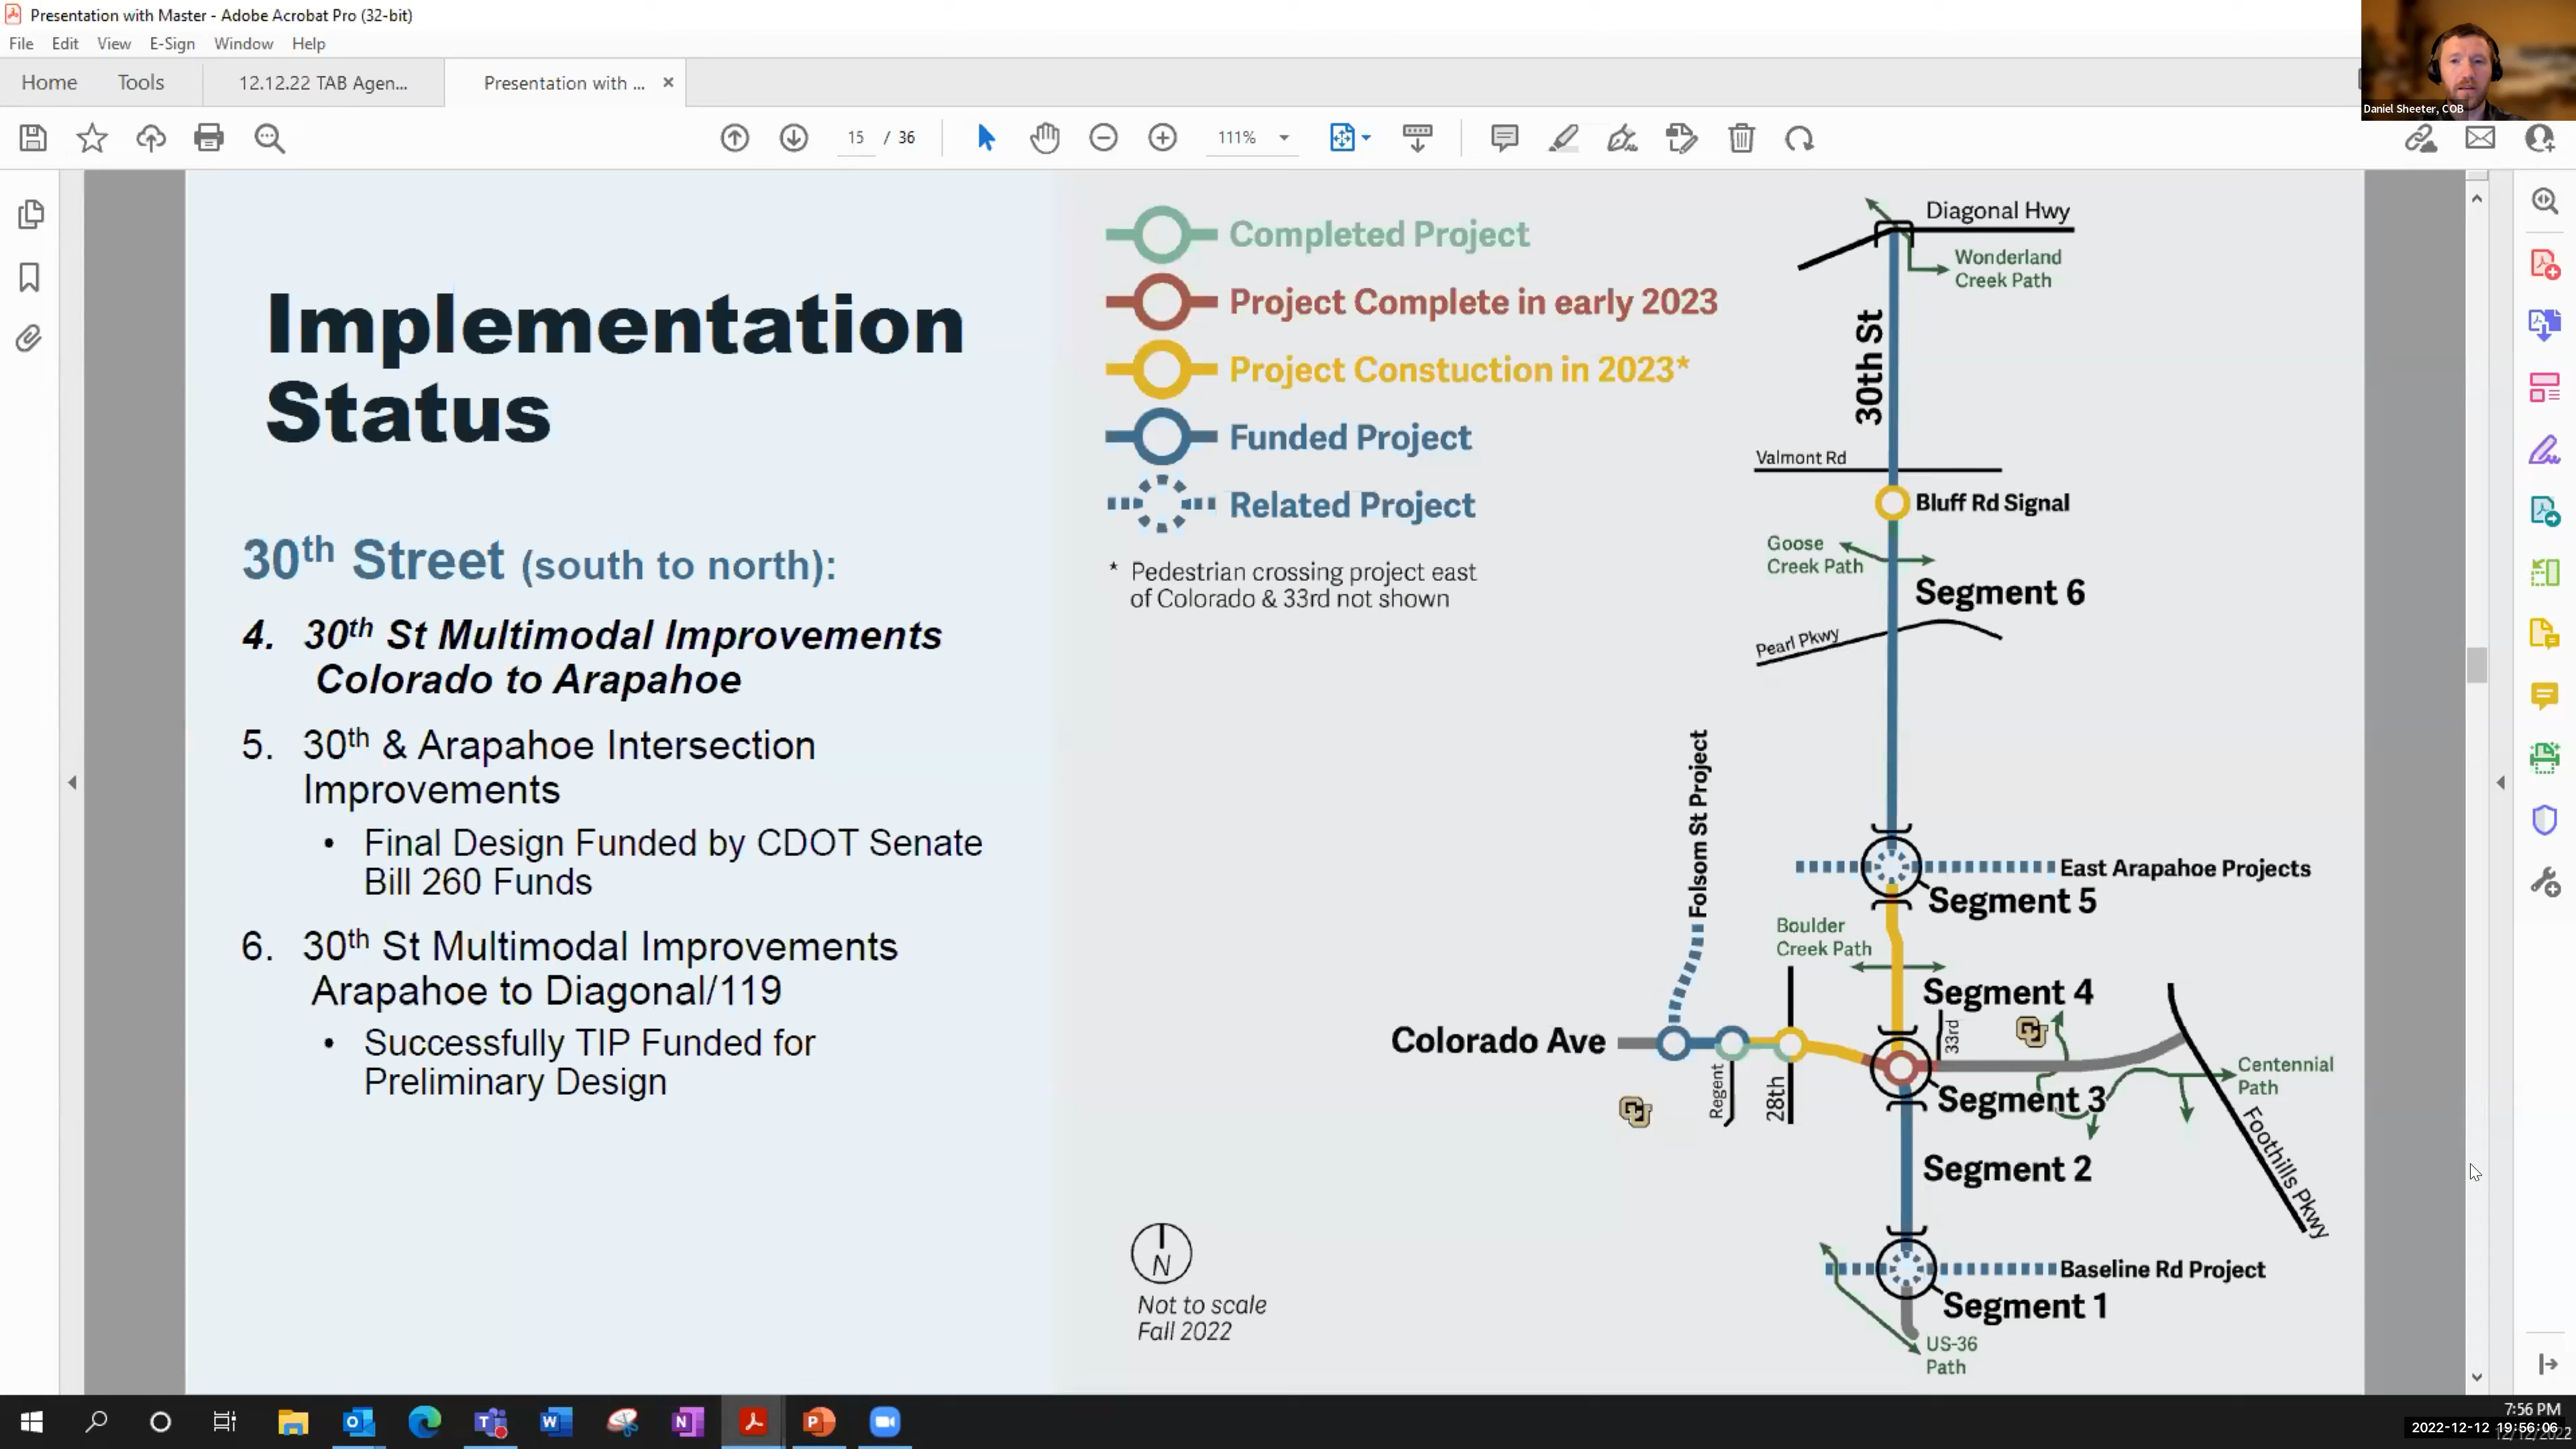 Presentation with Master - Adobe Acrobat Pro (32-bit)
File Edit View E-Sign Window Help
Home Tools 12.12.22 TAB Agen... Presentation with ...
15 / 36 111%
Daniel Sheeter, COB
Implementation
Status
30th Street (south to north):
4. 30th St Multimodal Improvements
Colorado to Arapahoe
5. 30th & Arapahoe Intersection
Improvements
• Final Design Funded by CDOT Senate
Bill 260 Funds
6. 30th St Multimodal Improvements
Arapahoe to Diagonal/119
• Successfully TIP Funded for
Preliminary Design
Completed Project
Project Complete in early 2023
Project Constuction in 2023*
Funded Project
Related Project
* Pedestrian crossing project east
of Colorado & 33rd not shown
Diagonal Hwy
Wonderland
Creek Path
30th St
Valmont Rd
Bluff Rd Signal
Goose
Creek Path
Segment 6
Pearl Pkwy
Folsom St Project
East Arapahoe Projects
Segment 5
Boulder
Creek Path
Segment 4
33rd
CU
Colorado Ave
Regent
28th
CU
Centennial
Path
Segment 3
Foothills Pkwy
Segment 2
Baseline Rd Project
Segment 1
US-36
Path
N
Not to scale
Fall 2022
7:56 PM
2022-12-12 19:56:06